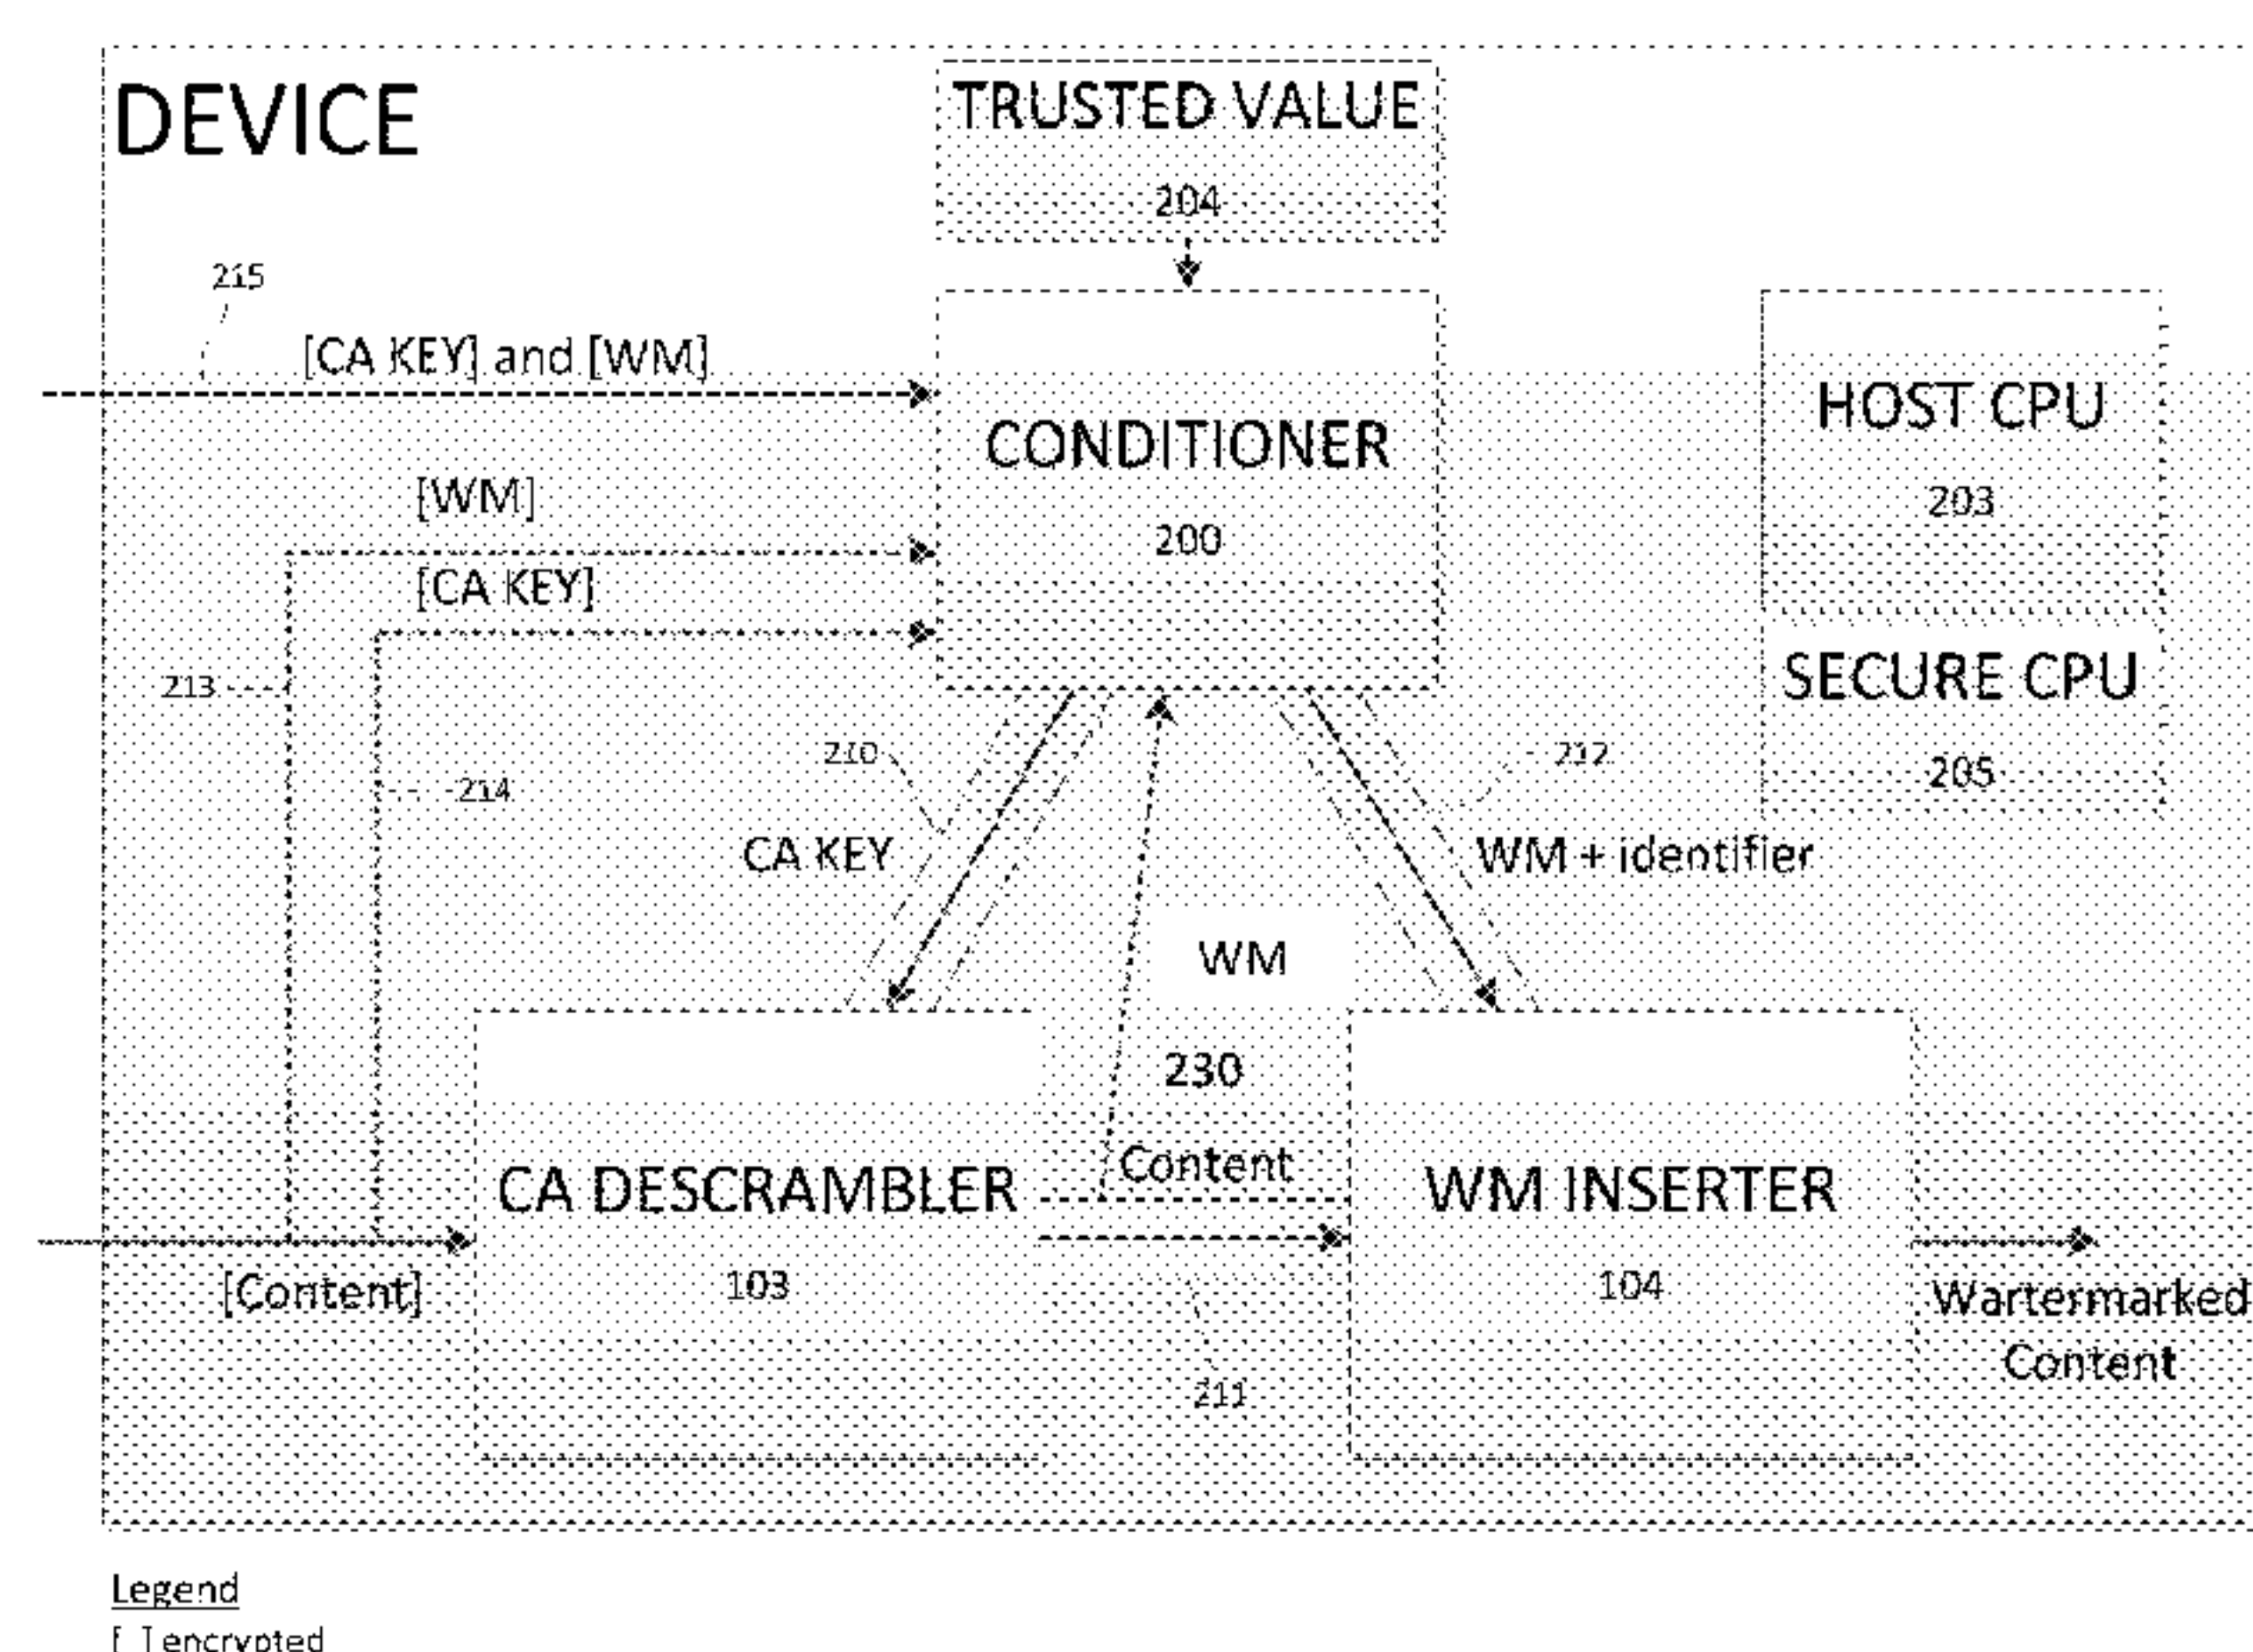 DEVICE
TRUSTED VALUE
204
215
[CA KEY] and [WM]
CONDITIONER
200
HOST CPU
203
[WM]
[CA KEY]
213
214
SECURE CPU
205
210
212
CA KEY
WM + identifier
WM
230
Content
CA DESCRAMBLER
103
WM INSERTER
104
[Content]
211
Wartermarked
Content
Legend
[ ] encrypted